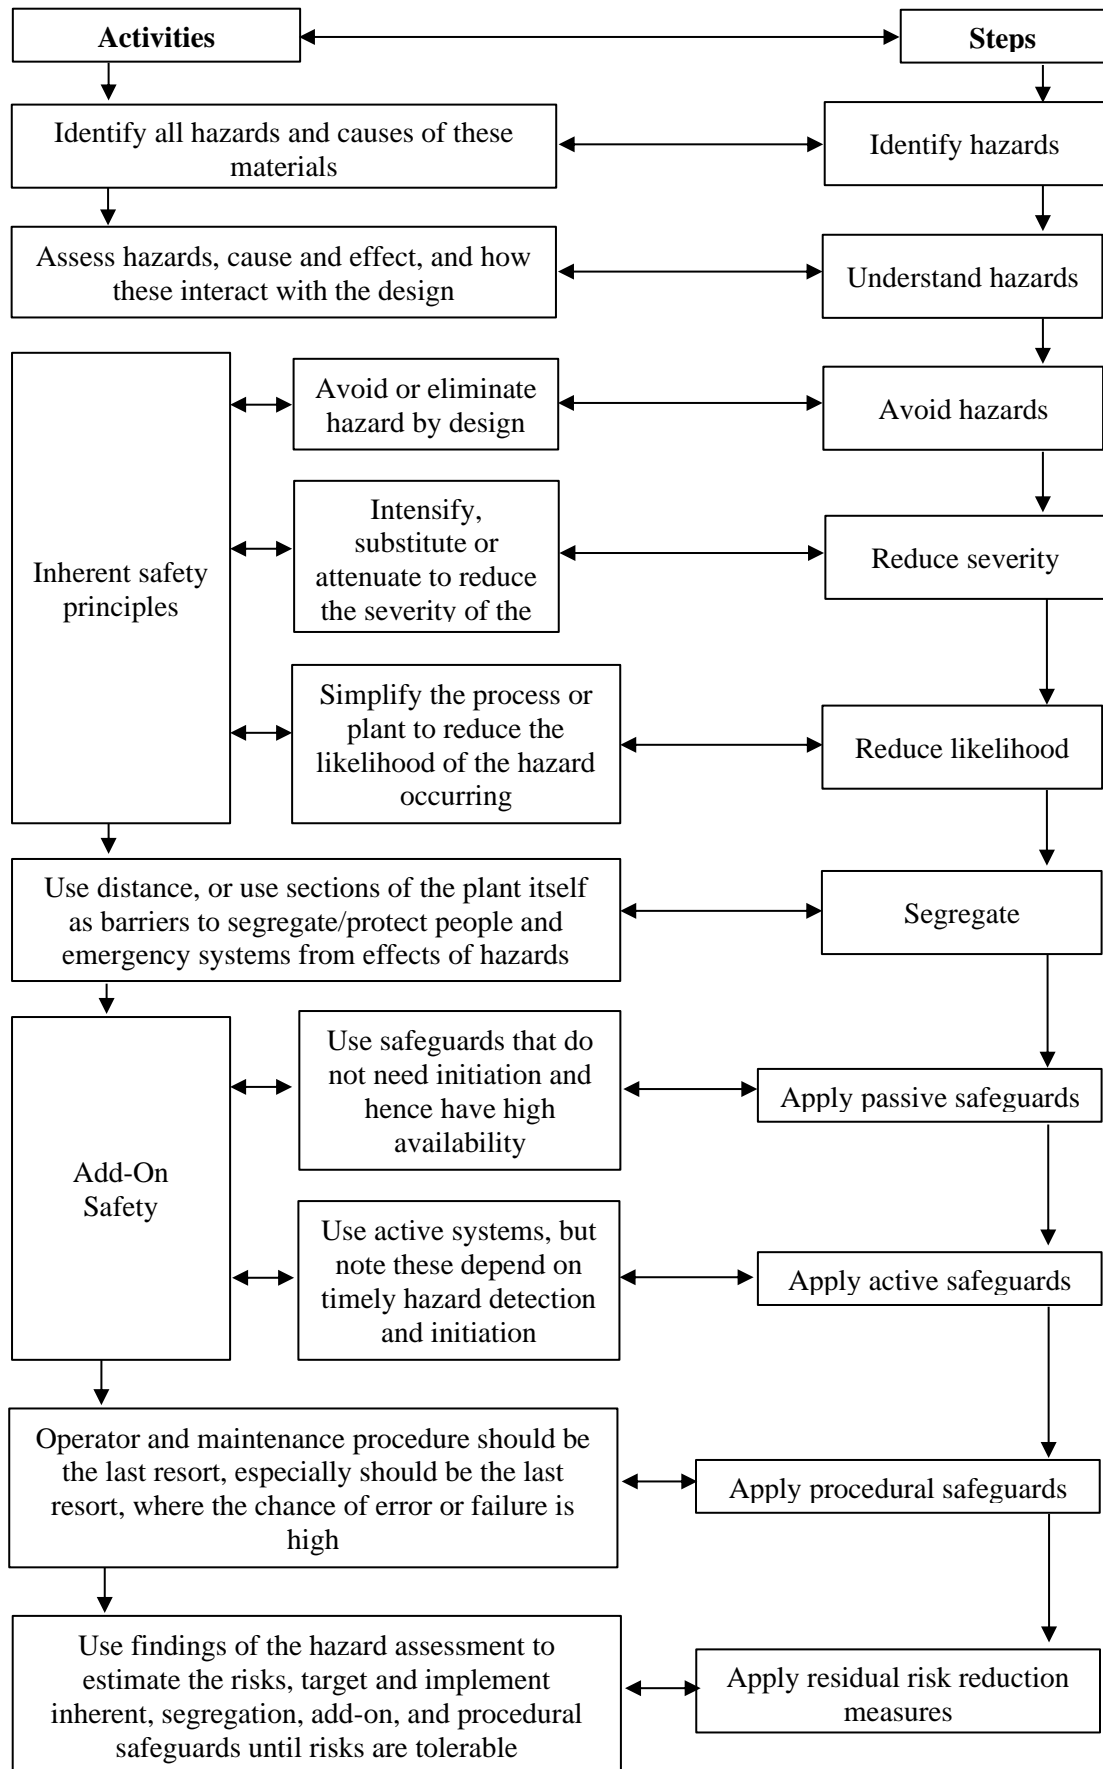 Activities
Steps
Identify all hazards and causes of these
materials
Identify hazards
Assess hazards, cause and effect, and how
these interact with the design
Understand hazards
Inherent safety
principles
Avoid or eliminate
hazard by design
Avoid hazards
Intensify,
substitute or
attenuate to reduce
the severity of the
Reduce severity
Simplify the process or
plant to reduce the
likelihood of the hazard
occurring
Reduce likelihood
Use distance, or use sections of the plant itself
as barriers to segregate/protect people and
emergency systems from effects of hazards
Segregate
Add-On
Safety
Use safeguards that do
not need initiation and
hence have high
availability
Apply passive safeguards
Use active systems, but
note these depend on
timely hazard detection
and initiation
Apply active safeguards
Operator and maintenance procedure should be
the last resort, especially should be the last
resort, where the chance of error or failure is
high
Apply procedural safeguards
Use findings of the hazard assessment to
estimate the risks, target and implement
inherent, segregation, add-on, and procedural
safeguards until risks are tolerable
Apply residual risk reduction
measures